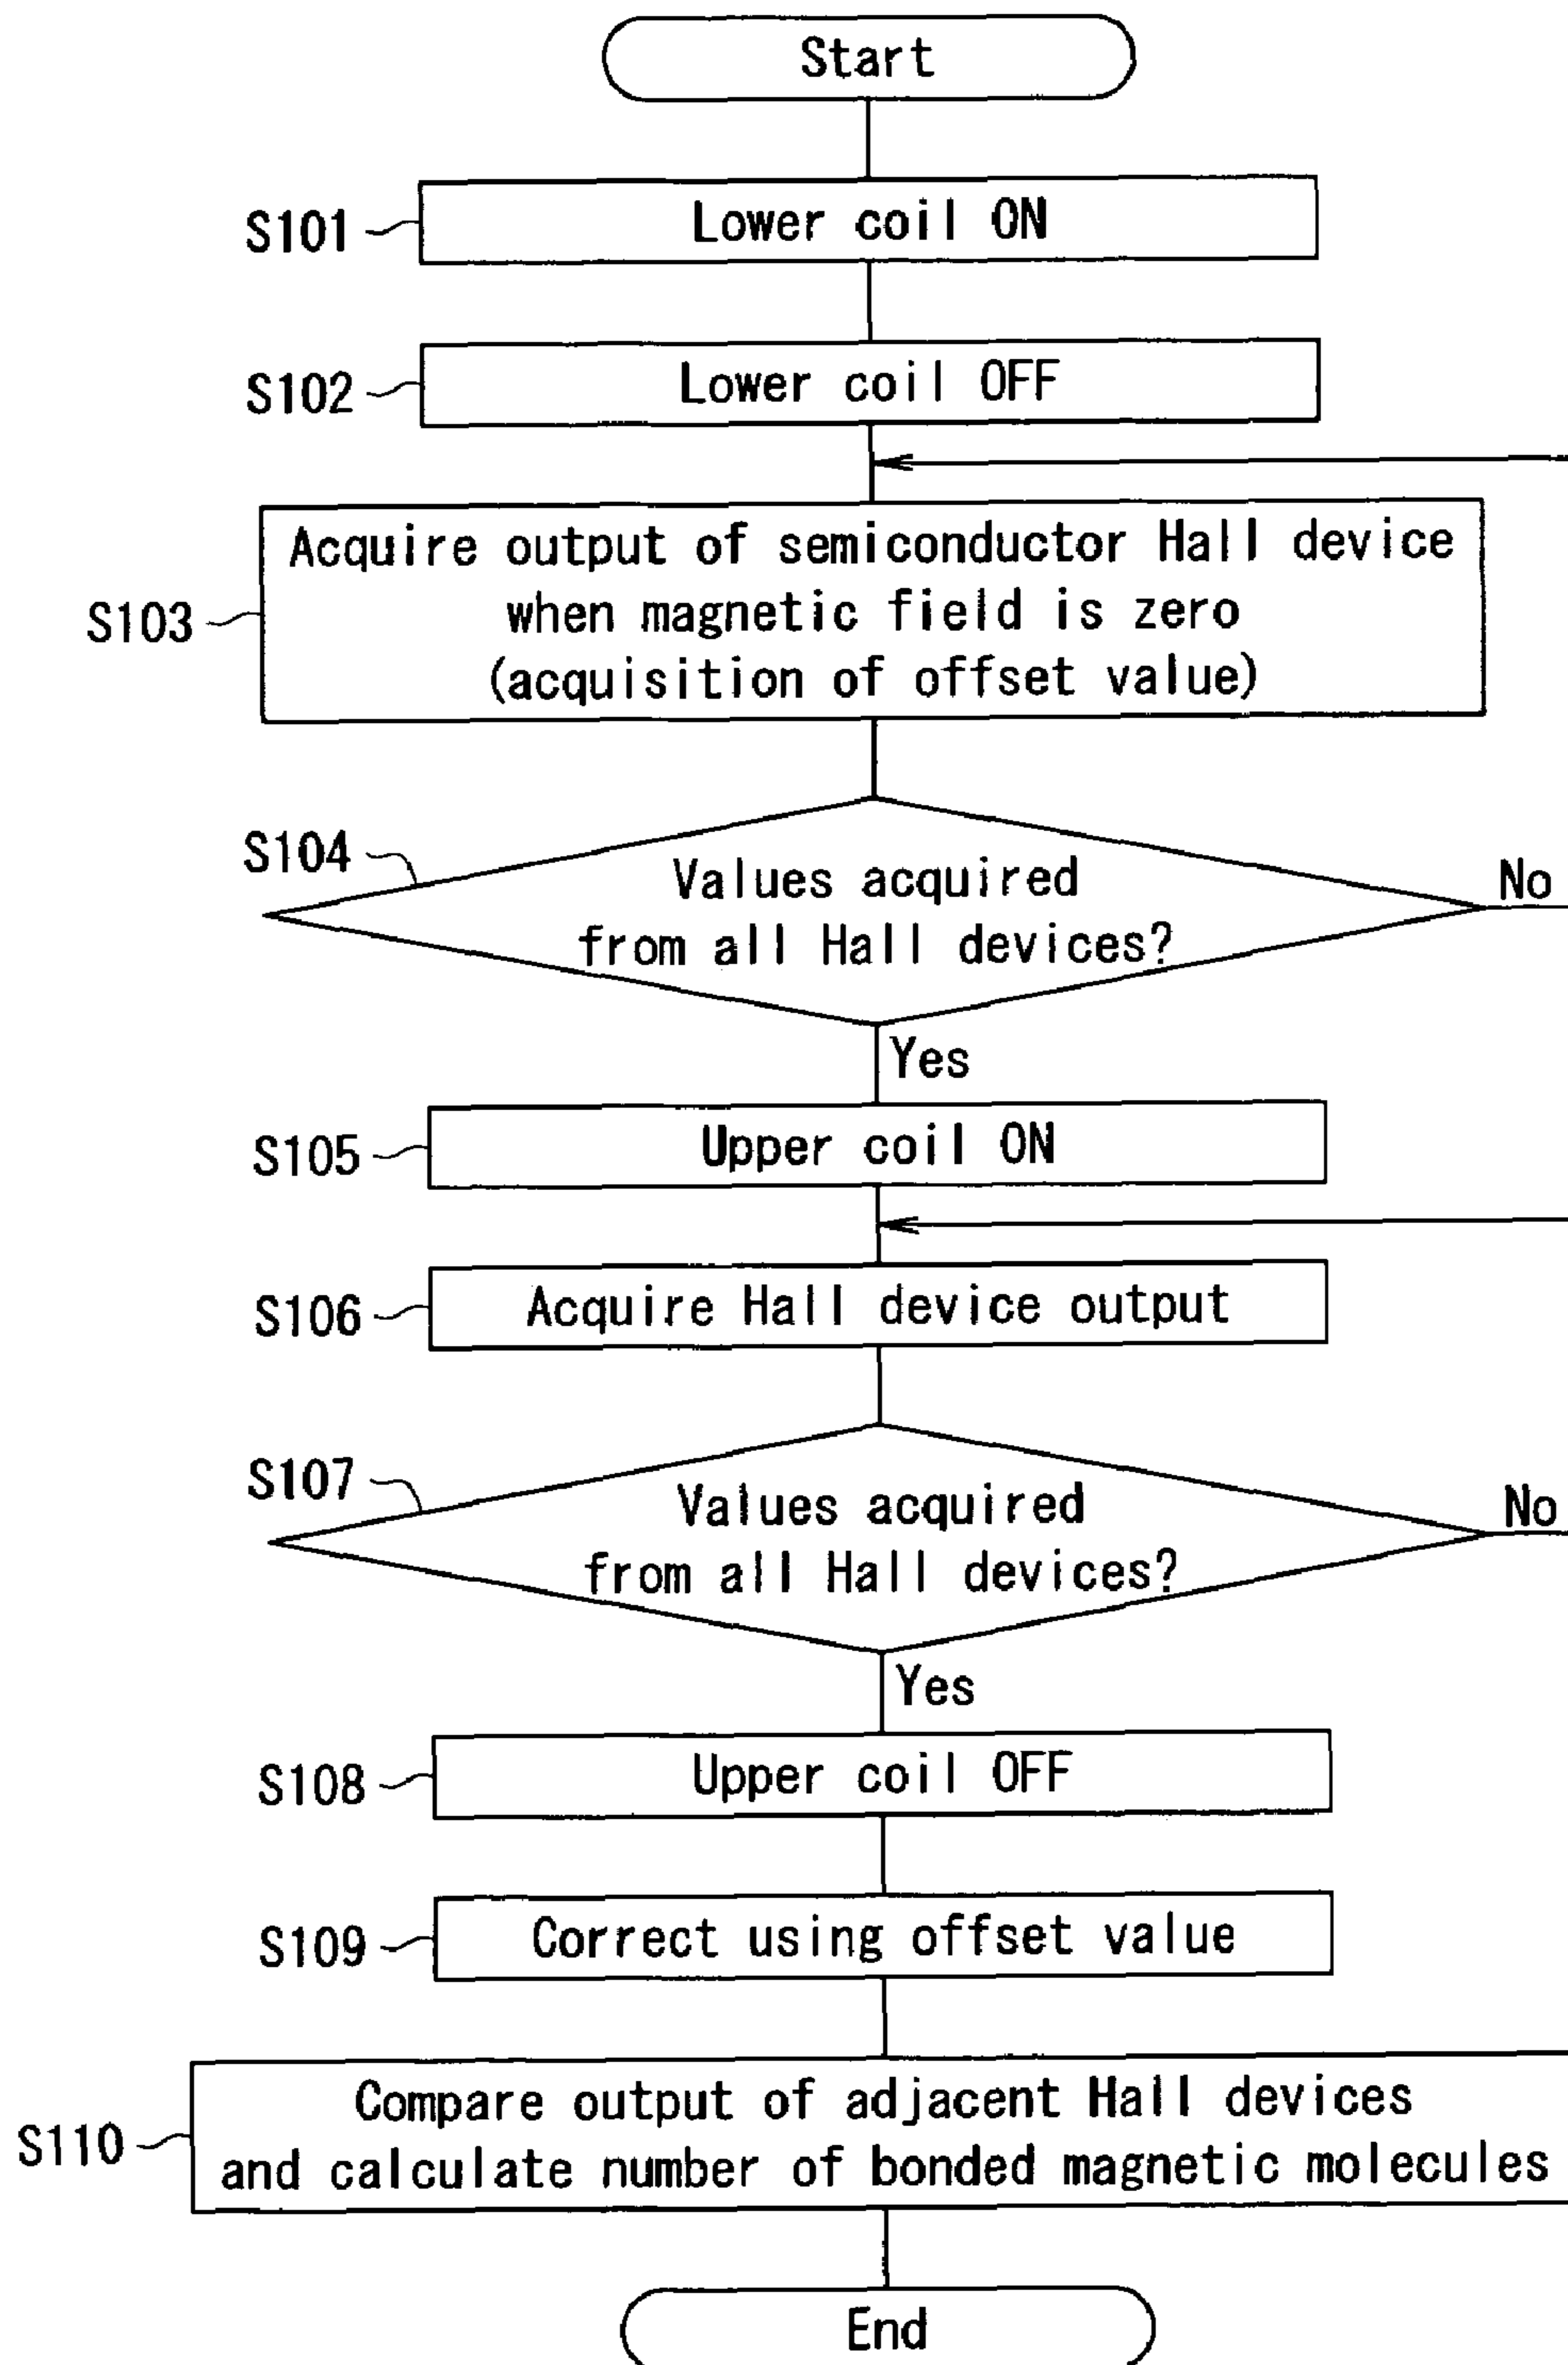 Start
S101
Lower coil ON
S102
Lower coil OFF
S103
Acquire output of semiconductor Hall device
when magnetic field is zero
(acquisition of offset value)
S104
Values acquired
from all Hall devices?
No
Yes
S105
Upper coil ON
S106
Acquire Hall device output
S107
Values acquired
from all Hall devices?
No
Yes
S108
Upper coil OFF
S109
Correct using offset value
S110
Compare output of adjacent Hall devices
and calculate number of bonded magnetic molecules
End